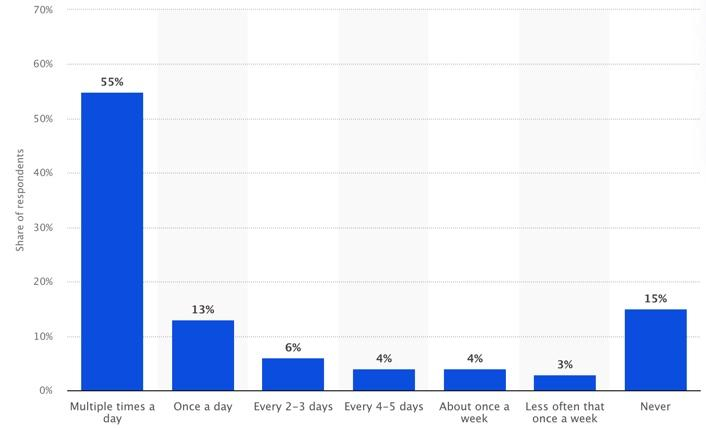 70%
60%
50%
40%
30%
20%
10%
0%
Share of respondents
55%
13%
6%
4%
4%
3%
15%
Multiple times a
day
Once a day
Every 2–3 days
Every 4–5 days
About once a
week
Less often that
once a week
Never